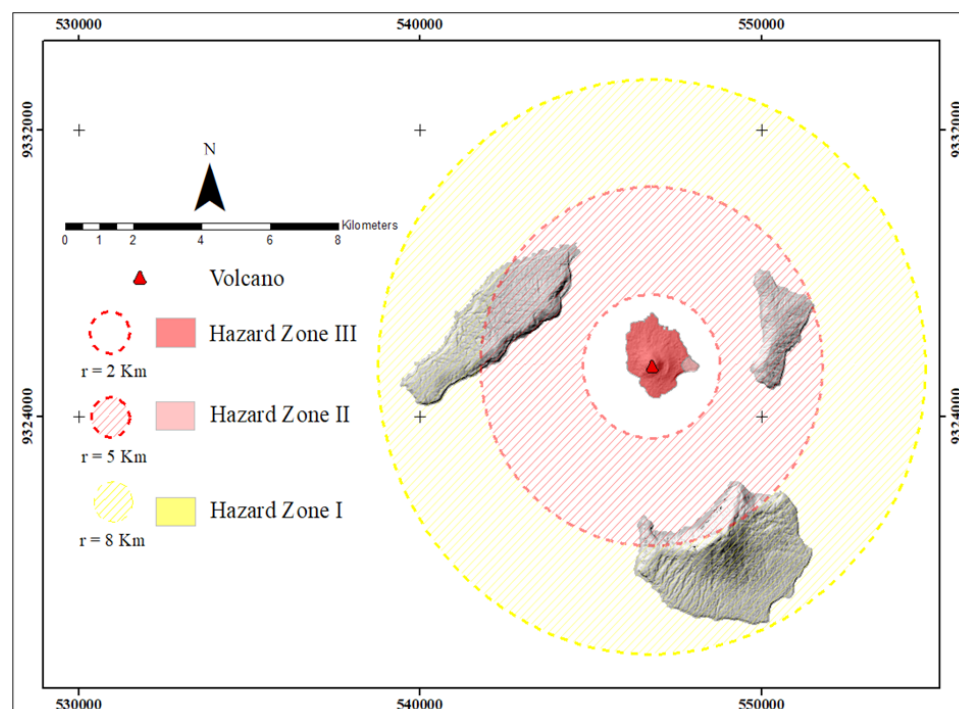 530000 540000 550000
9332000 9332000
N
Kilometers
0 1 2 4 6 8
Volcano
Hazard Zone III
r = 2 Km
Hazard Zone II
r = 5 Km
Hazard Zone I
r = 8 Km
9324000 9324000
530000 540000 550000